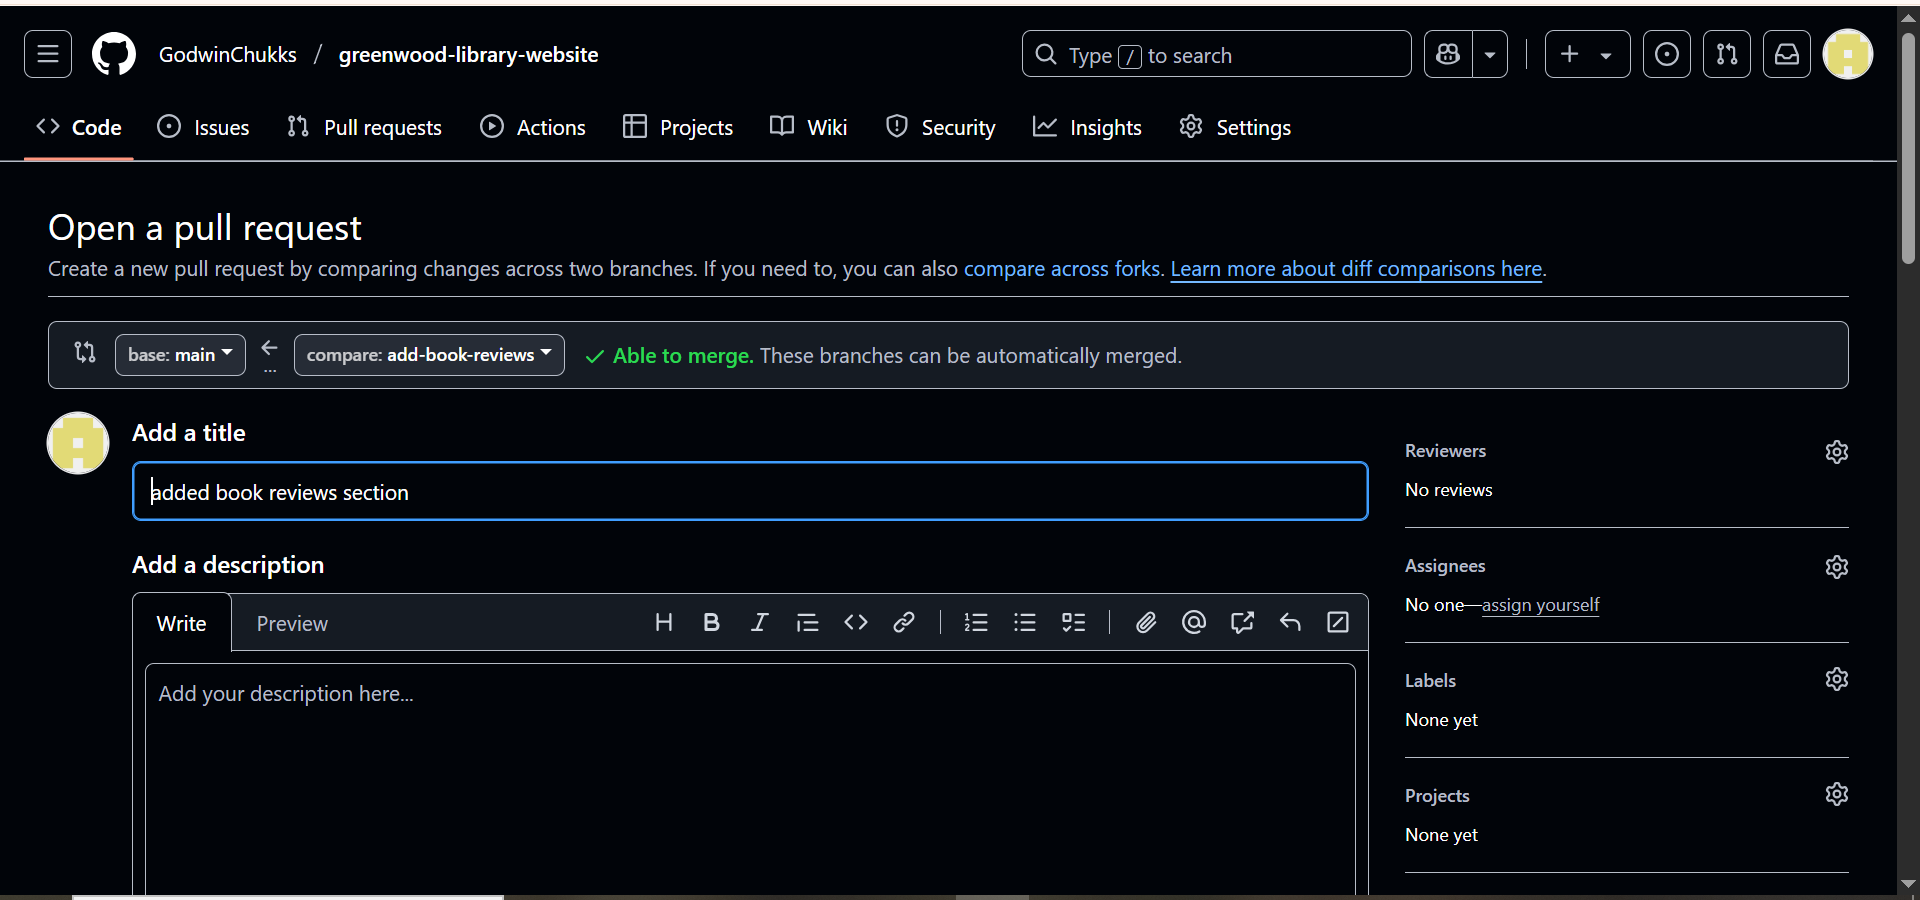 GodwinChukks / greenwood-library-website
Type / to search
Code Issues Pull requests Actions Projects Wiki Security Insights Settings
Open a pull request
Create a new pull request by comparing changes across two branches. If you need to, you can also compare across forks. Learn more about diff comparisons here.
base: main ... compare: add-book-reviews Able to merge. These branches can be automatically merged.
Add a title
added book reviews section
Add a description
Write Preview
Add your description here...
Reviewers
No reviews
Assignees
No one—assign yourself
Labels
None yet
Projects
None yet